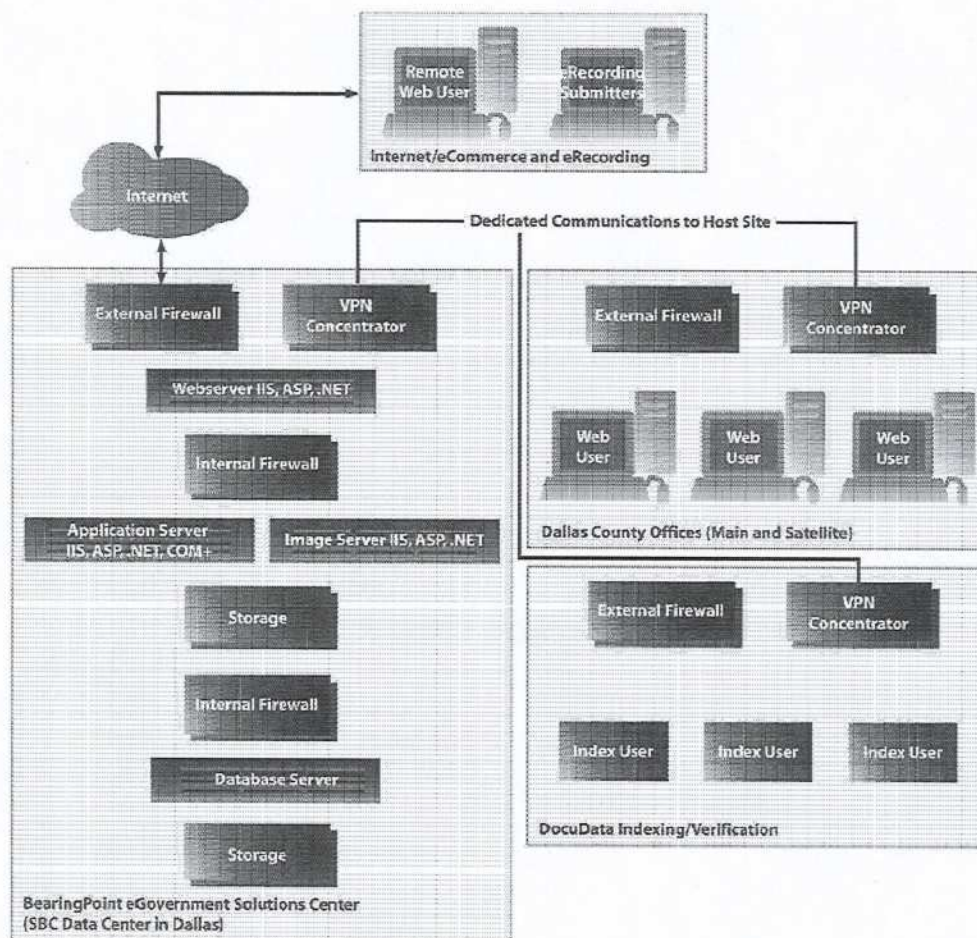 Remote
Web User
eRecording
Submitters
Internet/eCommerce and eRecording
Internet
Dedicated Communications to Host Site
External Firewall
VPN
Concentrator
Webserver IIS, ASP, .NET
Internal Firewall
Application Server
IIS, ASP, .NET, COM+
Image Server IIS, ASP, .NET
Storage
Internal Firewall
Database Server
Storage
BearingPoint eGovernment Solutions Center
(SBC Data Center in Dallas)
External Firewall
VPN
Concentrator
Web
User
Web
User
Web
User
Dallas County Offices (Main and Satellite)
External Firewall
VPN
Concentrator
Index User
Index User
Index User
DocuData Indexing/Verification